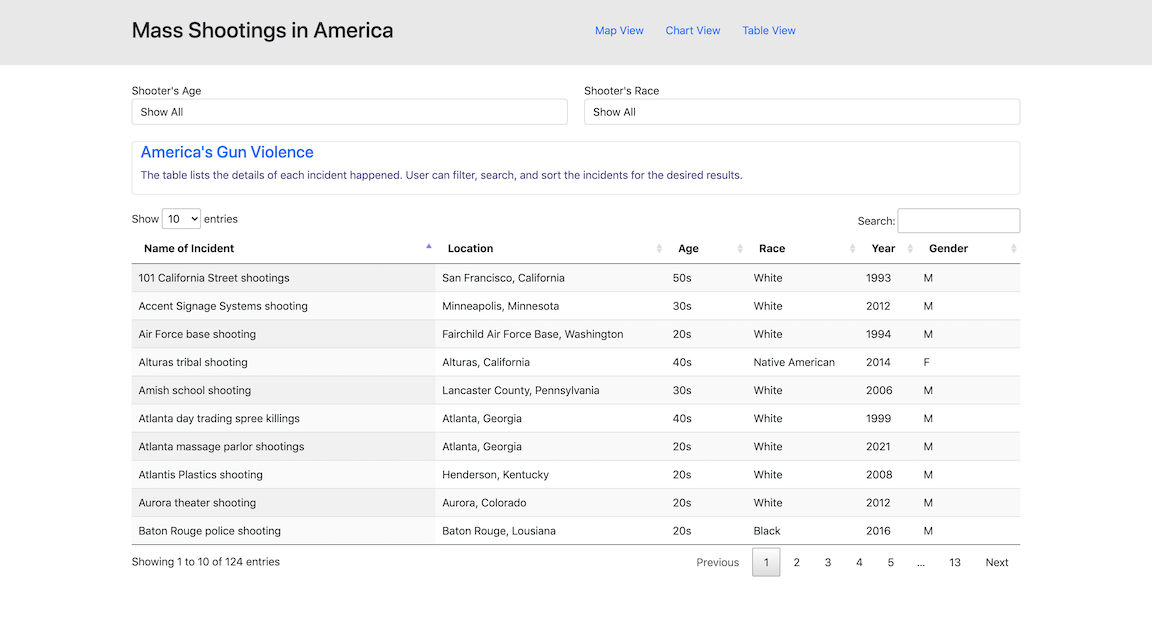 Mass Shootings in America Map View Chart View Table View
Shooter's Age Shooter's Race
Show All Show All
America's Gun Violence
The table lists the details of each incident happened. User can filter, search, and sort the incidents for the desired results.
Show 10 entries Search:
Name of Incident Location Age Race Year Gender
101 California Street shootings San Francisco, California 50s White 1993 M
Accent Signage Systems shooting Minneapolis, Minnesota 30s White 2012 M
Air Force base shooting Fairchild Air Force Base, Washington 20s White 1994 M
Alturas tribal shooting Alturas, California 40s Native American 2014 F
Amish school shooting Lancaster County, Pennsylvania 30s White 2006 M
Atlanta day trading spree killings Atlanta, Georgia 40s White 1999 M
Atlanta massage parlor shootings Atlanta, Georgia 20s White 2021 M
Atlantis Plastics shooting Henderson, Kentucky 20s White 2008 M
Aurora theater shooting Aurora, Colorado 20s White 2012 M
Baton Rouge police shooting Baton Rouge, Lousiana 20s Black 2016 M
Showing 1 to 10 of 124 entries Previous 1 2 3 4 5 ... 13 Next